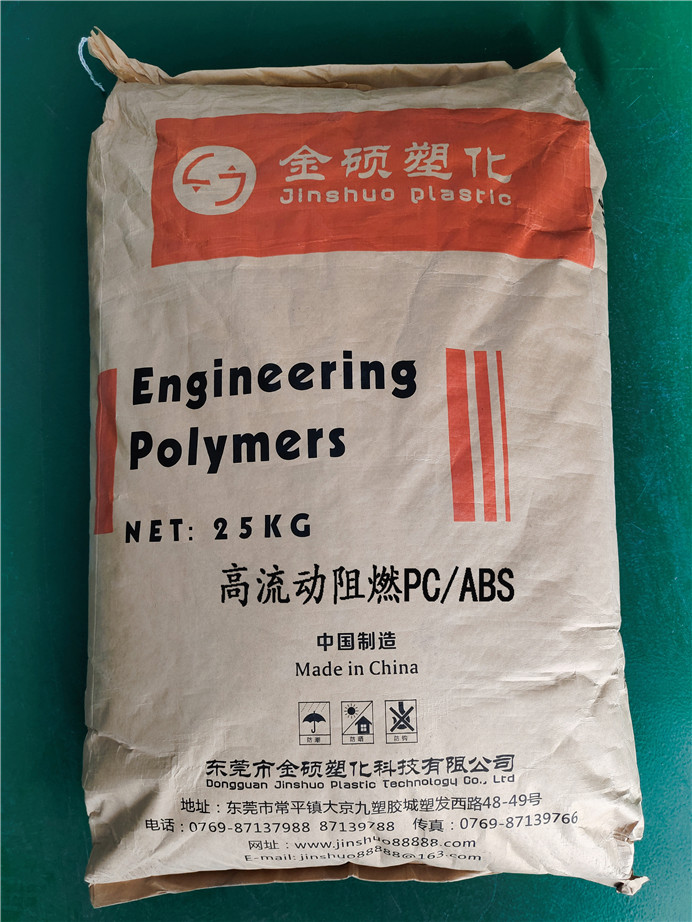 金硕塑化
Jinshuo plastic
Engineering
Polymers
NET: 25KG
高流动阻燃PC/ABS
中国制造
Made in China
防潮 防晒 防钩
东莞市金硕塑化科技有限公司
Dongguan Jinshuo Plastic Technology Co., Ltd
地址：东莞市常平镇大京九塑胶城塑发西路48-49号
电话：0769-87137988 87139788 传真：0769-87139766
网址：www.jinshuo88888.com
E-mail: jinshuo88888@163.com